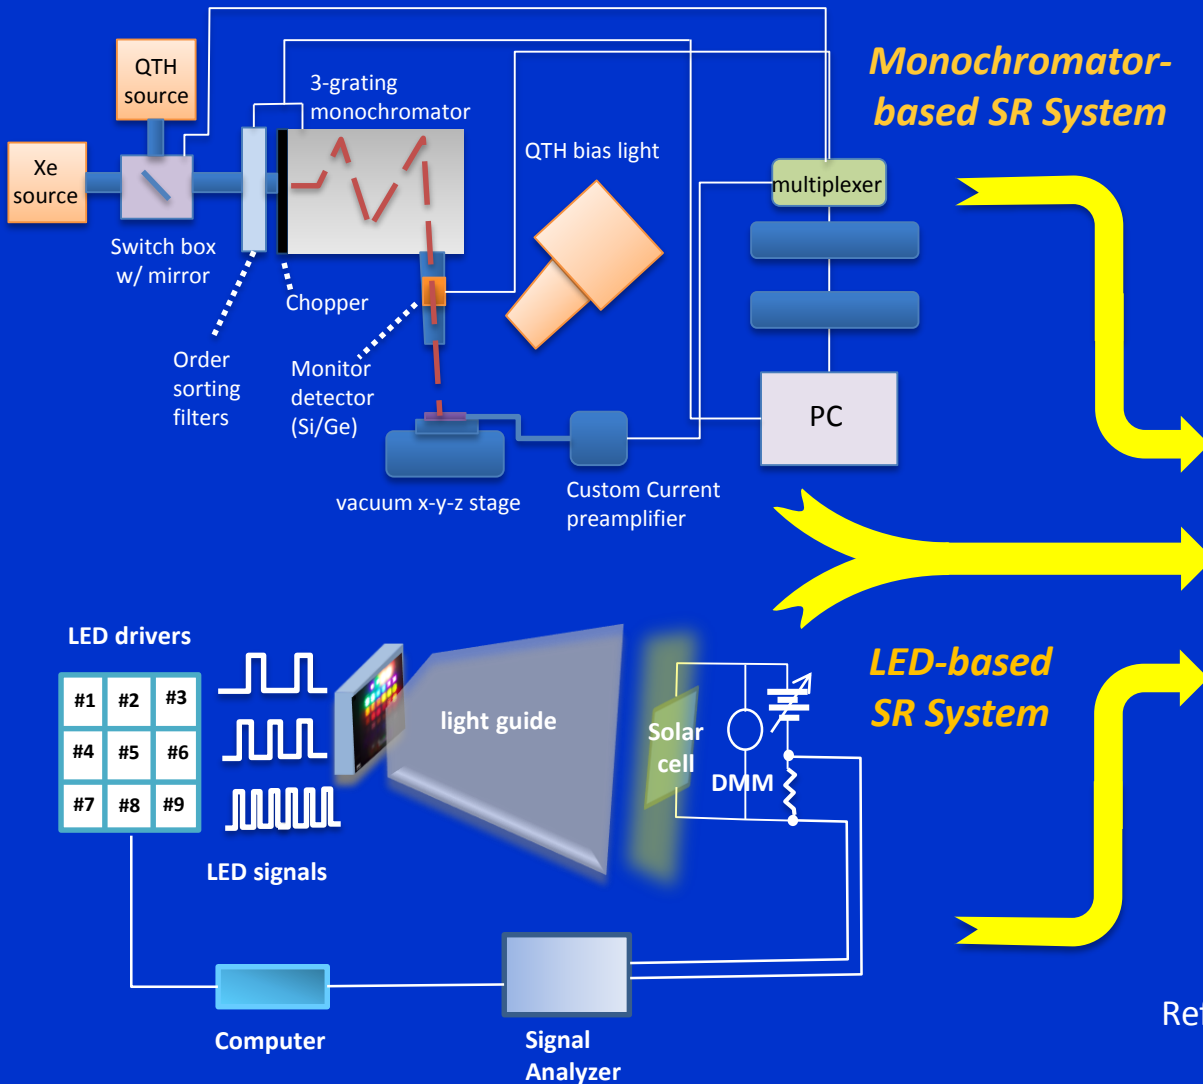 Monochromator-
based SR System
QTH
source
3-grating
monochromator
QTH bias light
Xe
source
multiplexer
Switch box
w/ mirror
Chopper
Order
sorting
filters
Monitor
detector
(Si/Ge)
PC
vacuum x-y-z stage
Custom Current
preamplifier
LED drivers
#1 #2 #3
#4 #5 #6
#7 #8 #9
LED signals
light guide
Solar
cell
DMM
LED-based
SR System
Computer
Signal
Analyzer